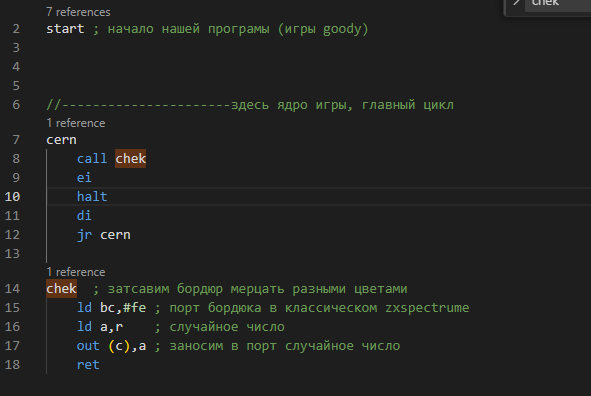 chek
7 references
2 start ; начало нашей програмы (игры goody)
3
4
5
6 //----------------------здесь ядро игры, главный цикл
1 reference
7 cern
8 call chek
9 ei
10 halt
11 di
12 jr cern
13
1 reference
14 chek ; затсавим бордюр мерцать разными цветами
15 ld bc,#fe ; порт бордюка в классическом zxspectrume
16 ld a,r ; случайное число
17 out (c),a ; заносим в порт случайное число
18 ret